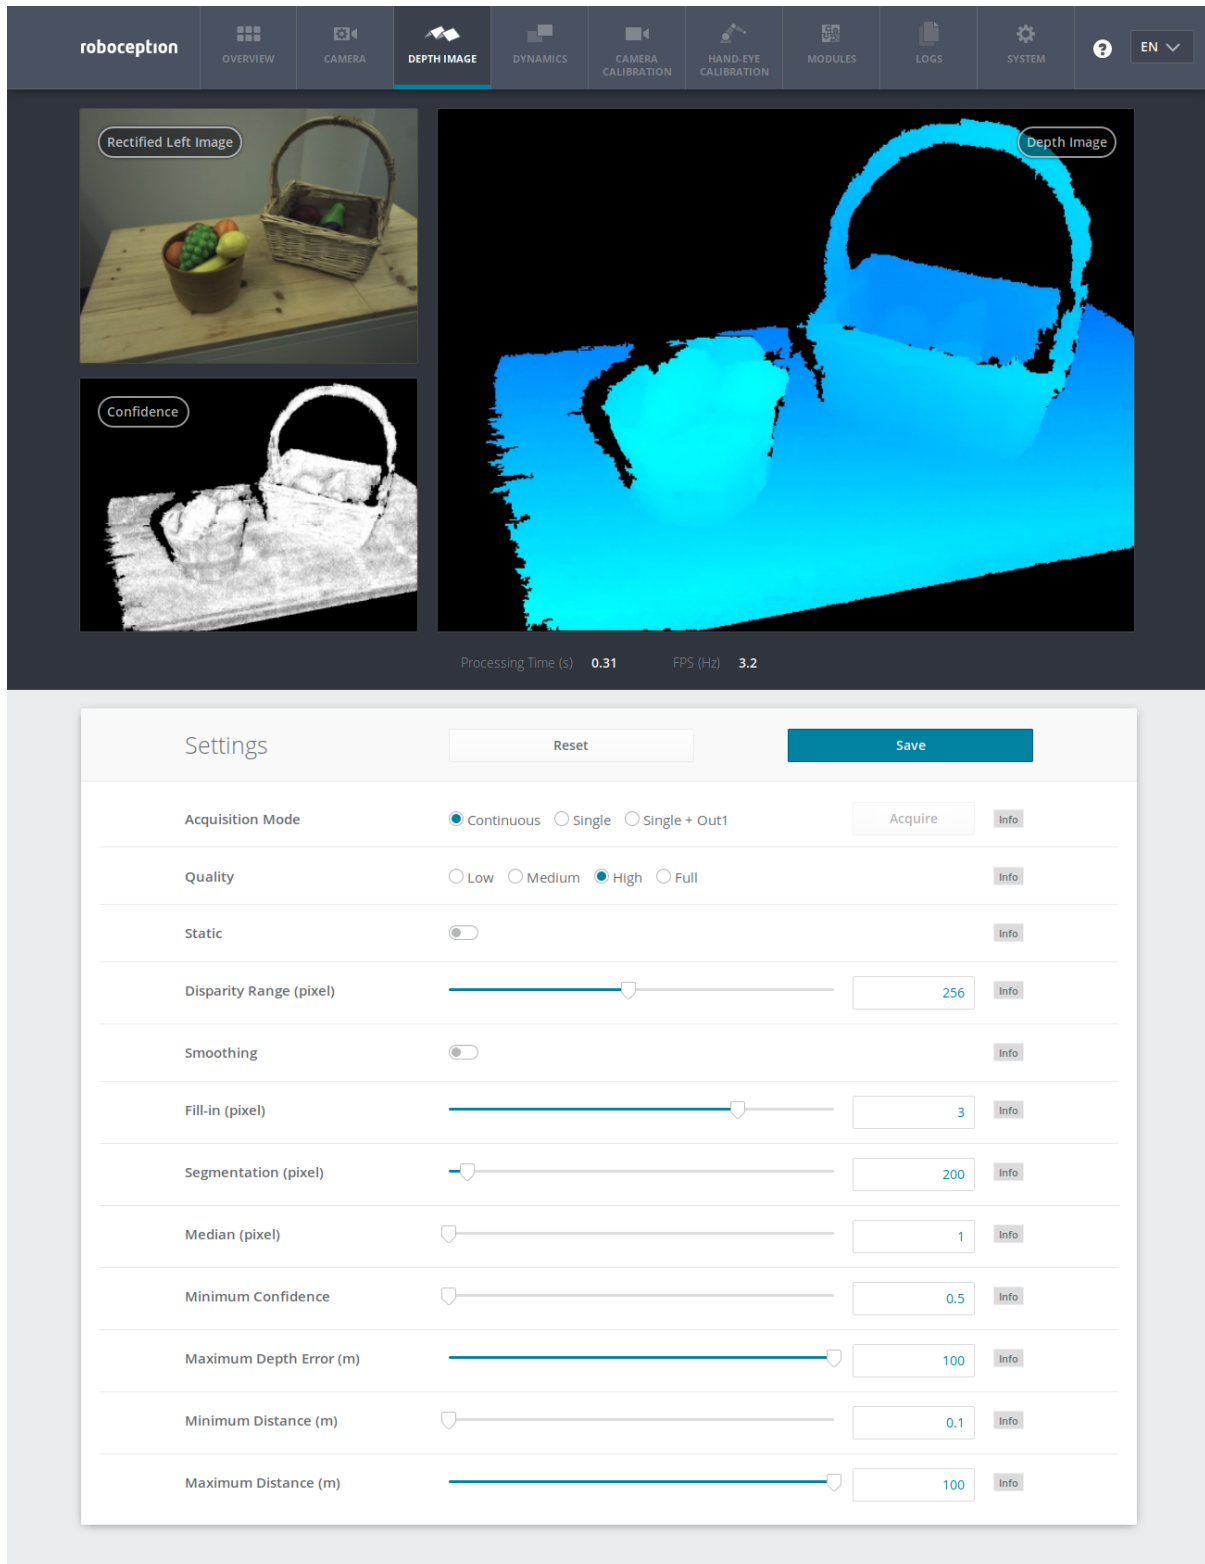 roboception
OVERVIEW
CAMERA
DEPTH IMAGE
DYNAMICS
CAMERA
CALIBRATION
HAND-EYE
CALIBRATION
MODULES
LOGS
SYSTEM
?
EN
Rectified Left Image
Depth Image
Confidence
Processing Time (s) 0.31 FPS (Hz) 3.2
Settings Reset Save
Acquisition Mode Continuous Single Single + Out1 Acquire Info
Quality Low Medium High Full Info
Static Info
Disparity Range (pixel) 256 Info
Smoothing Info
Fill-in (pixel) 3 Info
Segmentation (pixel) 200 Info
Median (pixel) 1 Info
Minimum Confidence 0.5 Info
Maximum Depth Error (m) 100 Info
Minimum Distance (m) 0.1 Info
Maximum Distance (m) 100 Info